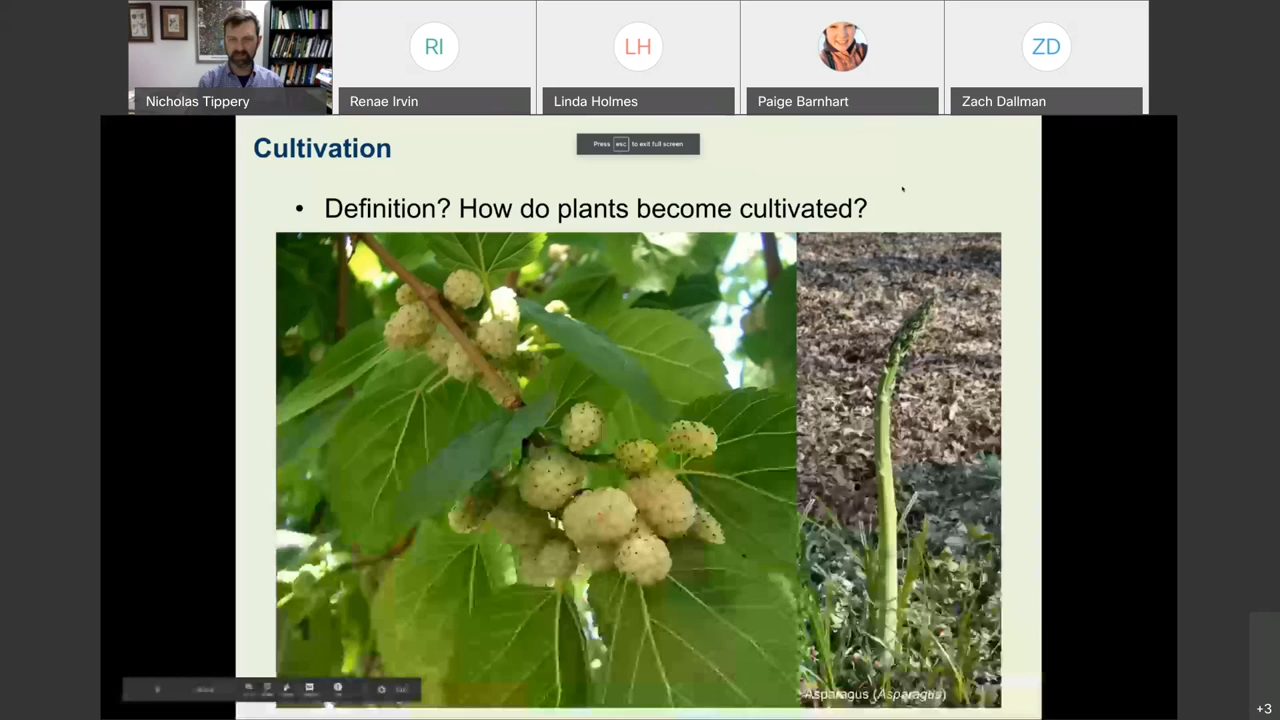 RI
LH
ZD
Nicholas Tippery
Renae Irvin
Linda Holmes
Paige Barnhart
Zach Dallman
Press esc to exit full screen
Cultivation
• Definition? How do plants become cultivated?
Asparagus (Asparagus)
+3